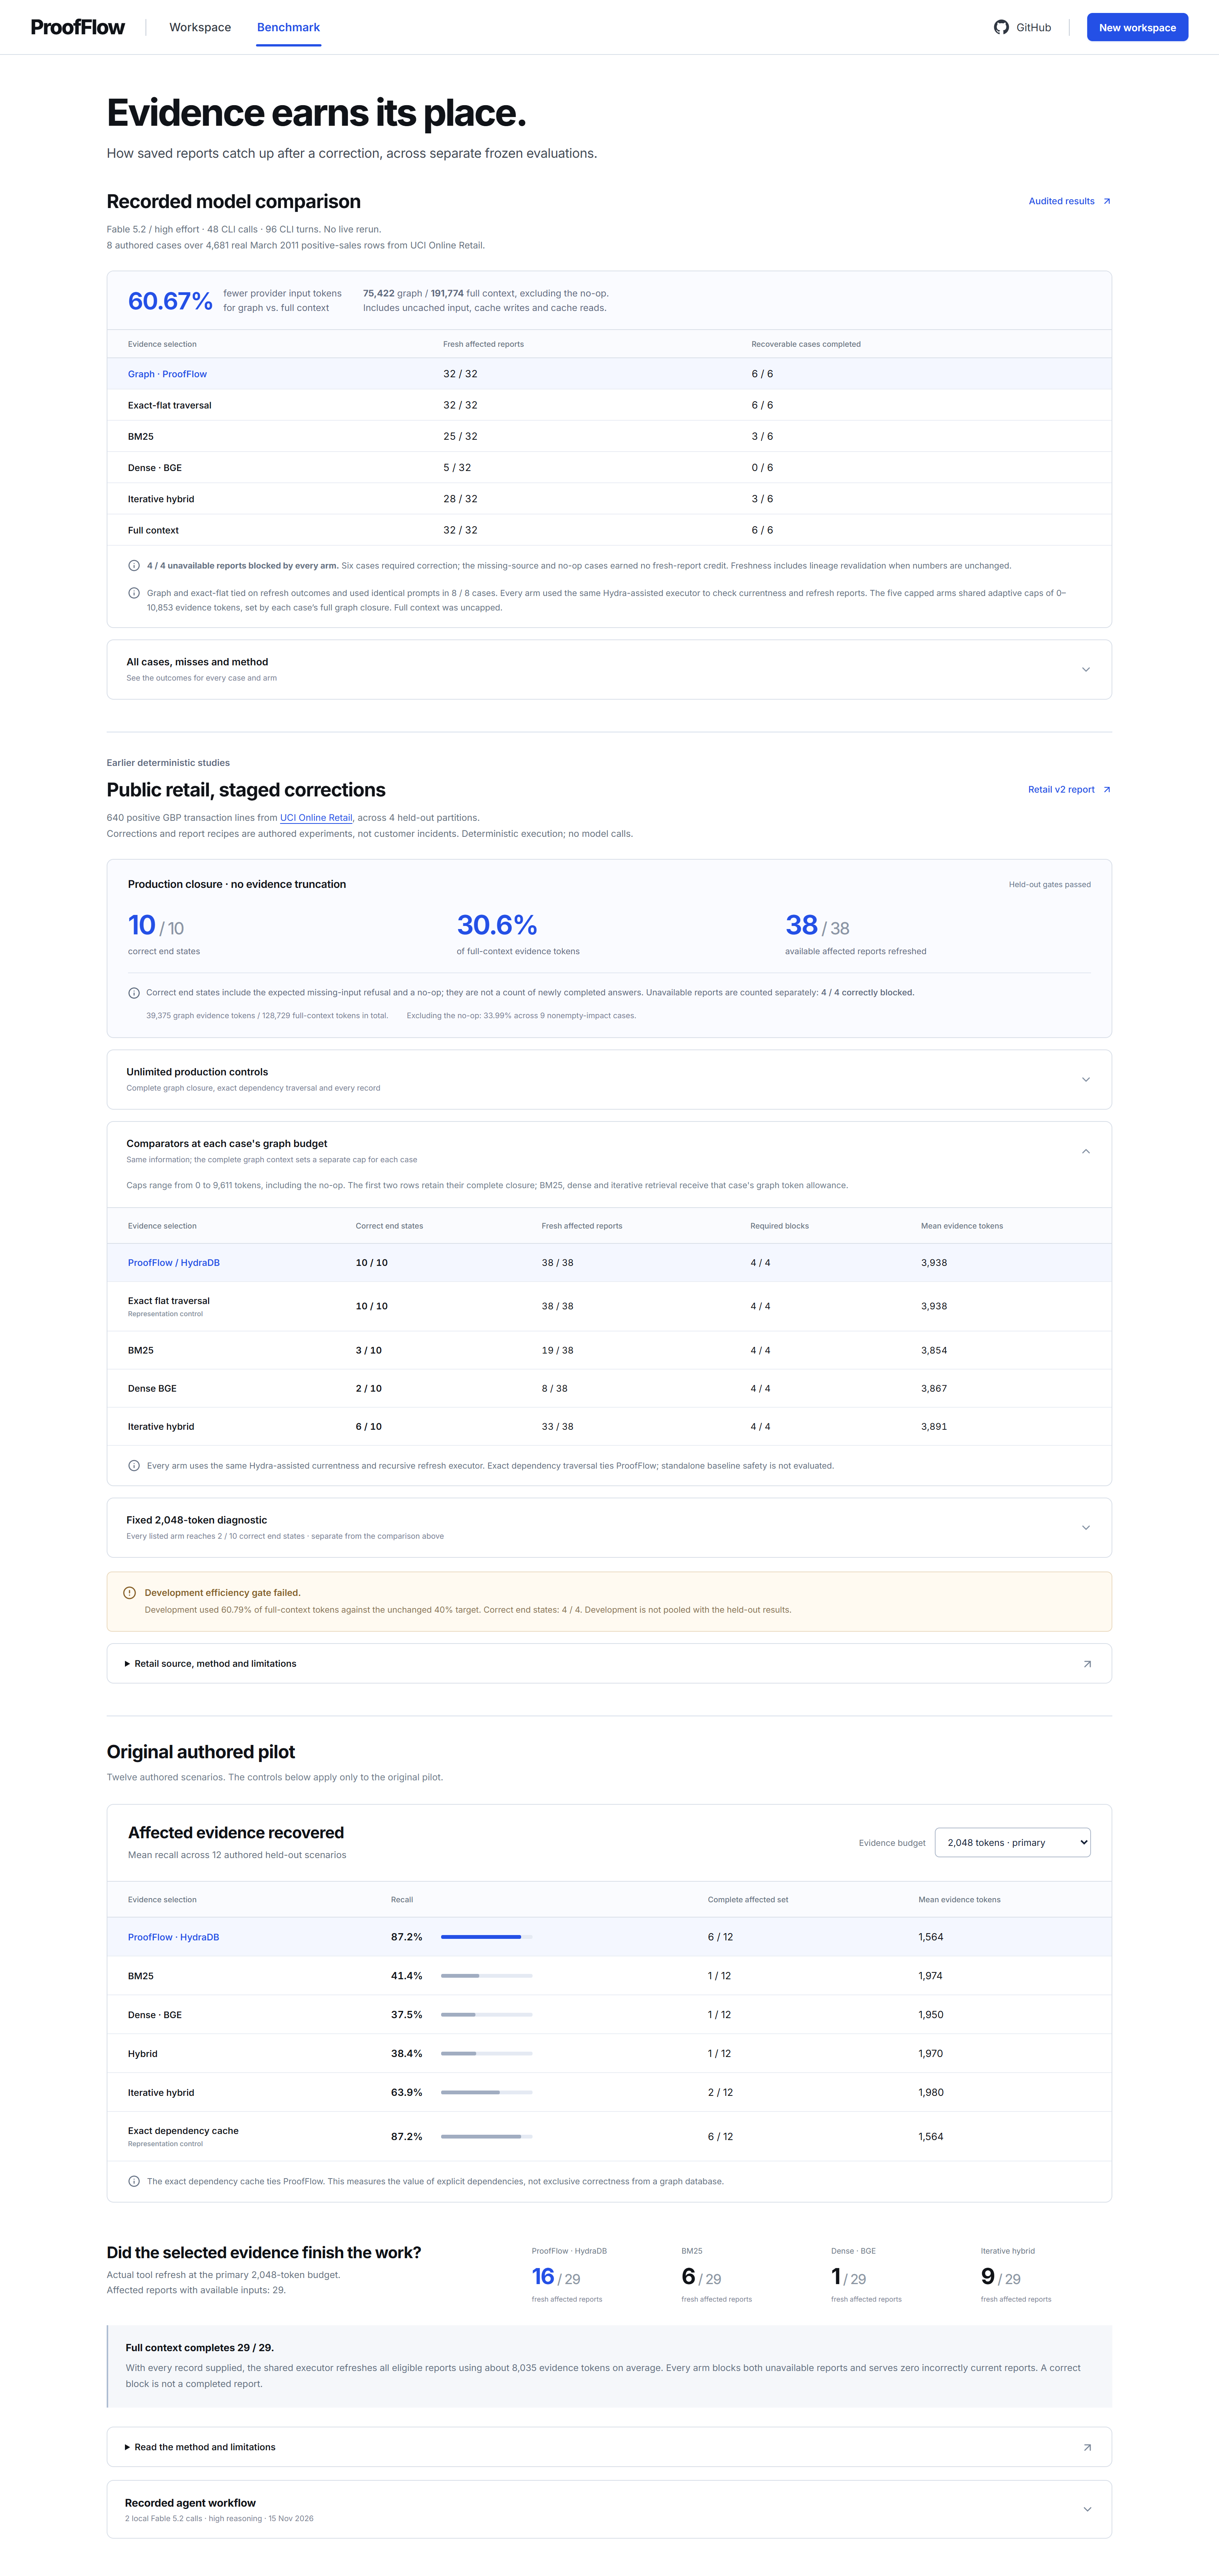 ProofFlow
Workspace
Benchmark
GitHub
New workspace
Evidence earns its place.
How saved reports catch up after a correction, across separate frozen evaluations.
Recorded model comparison
Audited results
Fable 5.2 / high effort · 48 CLI calls · 96 CLI turns. No live rerun.
8 authored cases over 4,681 real March 2011 positive-sales rows from UCI Online Retail.
60.67%
fewer provider input tokens
for graph vs. full context
75,422 graph / 191,774 full context, excluding the no-op.
Includes uncached input, cache writes and cache reads.
Evidence selection Fresh affected reports Recoverable cases completed
Graph · ProofFlow 32 / 32 6 / 6
Exact-flat traversal 32 / 32 6 / 6
BM25 25 / 32 3 / 6
Dense · BGE 5 / 32 0 / 6
Iterative hybrid 28 / 32 3 / 6
Full context 32 / 32 6 / 6
4 / 4 unavailable reports blocked by every arm. Six cases required correction; the missing-source and no-op cases earned no fresh-report credit. Freshness includes lineage revalidation when numbers are unchanged.
Graph and exact-flat tied on refresh outcomes and used identical prompts in 8 / 8 cases. Every arm used the same Hydra-assisted executor to check currentness and refresh reports. The five capped arms shared adaptive caps of 0–
10,853 evidence tokens, set by each case's full graph closure. Full context was uncapped.
All cases, misses and method
See the outcomes for every case and arm
Earlier deterministic studies
Public retail, staged corrections
Retail v2 report
640 positive GBP transaction lines from UCI Online Retail, across 4 held-out partitions.
Corrections and report recipes are authored experiments, not customer incidents. Deterministic execution; no model calls.
Production closure · no evidence truncation
Held-out gates passed
10 / 10 30.6% 38 / 38
correct end states of full-context evidence tokens available affected reports refreshed
Correct end states include the expected missing-input refusal and a no-op; they are not a count of newly completed answers. Unavailable reports are counted separately: 4 / 4 correctly blocked.
39,375 graph evidence tokens / 128,729 full-context tokens in total. Excluding the no-op: 33.99% across 9 nonempty-impact cases.
Unlimited production controls
Complete graph closure, exact dependency traversal and every record
Comparators at each case's graph budget
Same information; the complete graph context sets a separate cap for each case
Caps range from 0 to 9,611 tokens, including the no-op. The first two rows retain their complete closure; BM25, dense and iterative retrieval receive that case's graph token allowance.
Evidence selection Correct end states Fresh affected reports Required blocks Mean evidence tokens
ProofFlow / HydraDB 10 / 10 38 / 38 4 / 4 3,938
Exact flat traversal 10 / 10 38 / 38 4 / 4 3,938
Representation control
BM25 3 / 10 19 / 38 4 / 4 3,854
Dense BGE 2 / 10 8 / 38 4 / 4 3,867
Iterative hybrid 6 / 10 33 / 38 4 / 4 3,891
Every arm uses the same Hydra-assisted currentness and recursive refresh executor. Exact dependency traversal ties ProofFlow; standalone baseline safety is not evaluated.
Fixed 2,048-token diagnostic
Every listed arm reaches 2 / 10 correct end states · separate from the comparison above
Development efficiency gate failed.
Development used 60.79% of full-context tokens against the unchanged 40% target. Correct end states: 4 / 4. Development is not pooled with the held-out results.
Retail source, method and limitations
Original authored pilot
Twelve authored scenarios. The controls below apply only to the original pilot.
Affected evidence recovered
Mean recall across 12 authored held-out scenarios
Evidence budget 2,048 tokens · primary
Evidence selection Recall Complete affected set Mean evidence tokens
ProofFlow · HydraDB 87.2% 6 / 12 1,564
BM25 41.4% 1 / 12 1,974
Dense · BGE 37.5% 1 / 12 1,950
Hybrid 38.4% 1 / 12 1,970
Iterative hybrid 63.9% 2 / 12 1,980
Exact dependency cache 87.2% 6 / 12 1,564
Representation control
The exact dependency cache ties ProofFlow. This measures the value of explicit dependencies, not exclusive correctness from a graph database.
Did the selected evidence finish the work?
Actual tool refresh at the primary 2,048-token budget.
Affected reports with available inputs: 29.
ProofFlow · HydraDB BM25 Dense · BGE Iterative hybrid
16 / 29 6 / 29 1 / 29 9 / 29
fresh affected reports fresh affected reports fresh affected reports fresh affected reports
Full context completes 29 / 29.
With every record supplied, the shared executor refreshes all eligible reports using about 8,035 evidence tokens on average. Every arm blocks both unavailable reports and serves zero incorrectly current reports. A correct
block is not a completed report.
Read the method and limitations
Recorded agent workflow
2 local Fable 5.2 calls · high reasoning · 15 Nov 2026